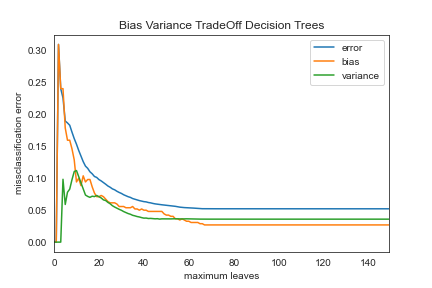 Bias Variance TradeOff Decision Trees
error
bias
variance
missclassification error
0.30
0.25
0.20
0.15
0.10
0.05
0.00
0 20 40 60 80 100 120 140
maximum leaves